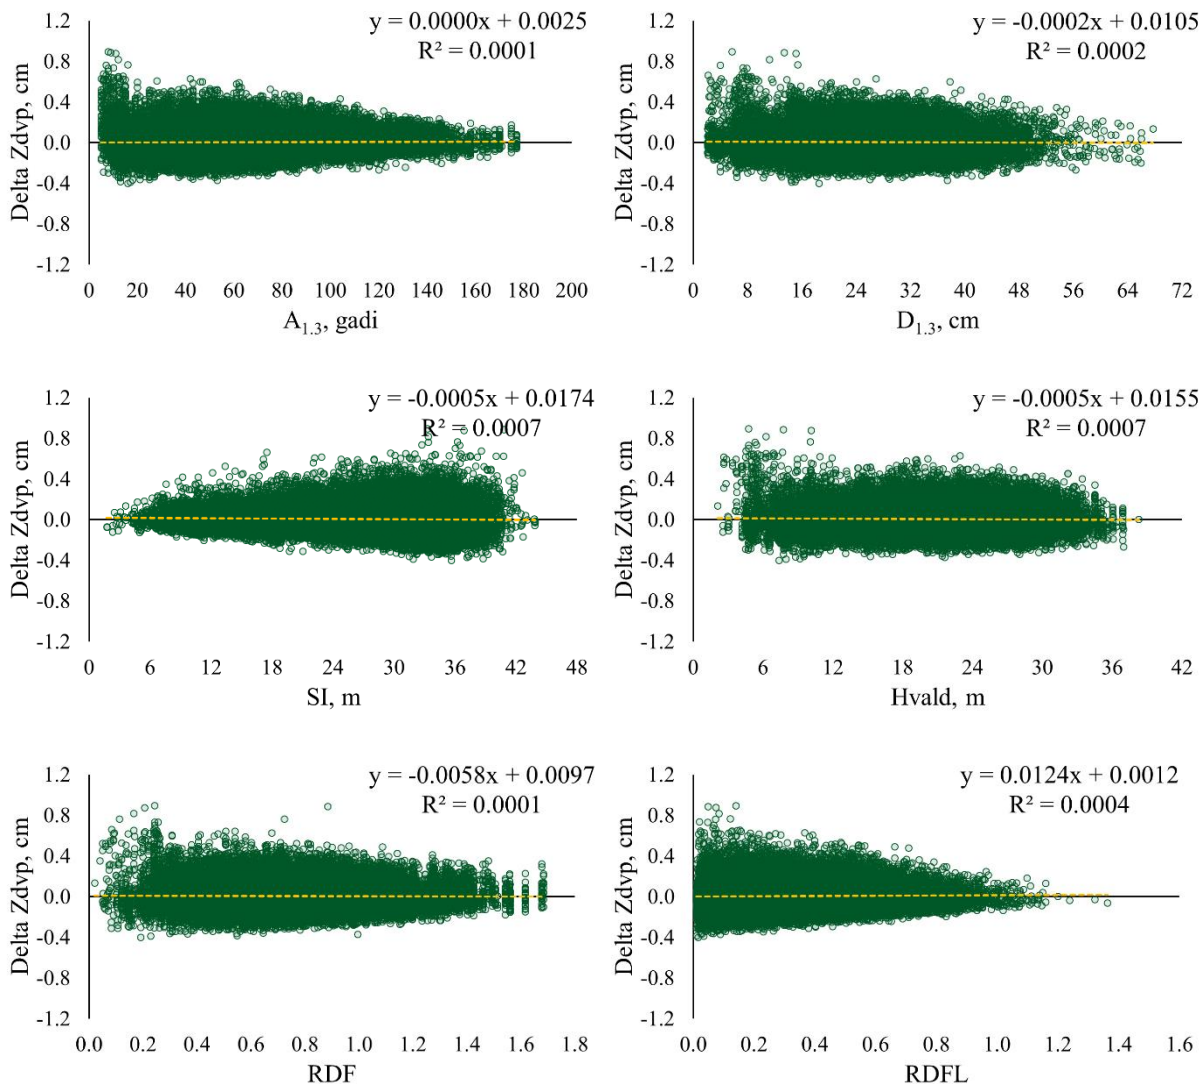 y = 0.0000x + 0.0025
R² = 0.0001
1.2
0.8
0.4
0.0
-0.4
-0.8
-1.2
Delta Zdvp, cm
0 20 40 60 80 100 120 140 160 180 200
A1.3, gadi
y = -0.0002x + 0.0105
R² = 0.0002
1.2
0.8
0.4
0.0
-0.4
-0.8
-1.2
Delta Zdvp, cm
0 8 16 24 32 40 48 56 64 72
D1.3, cm
y = -0.0005x + 0.0174
R² = 0.0007
1.2
0.8
0.4
0.0
-0.4
-0.8
-1.2
Delta Zdvp, cm
0 6 12 18 24 30 36 42 48
SI, m
y = -0.0005x + 0.0155
R² = 0.0007
1.2
0.8
0.4
0.0
-0.4
-0.8
-1.2
Delta Zdvp, cm
0 6 12 18 24 30 36 42
Hvald, m
y = -0.0058x + 0.0097
R² = 0.0001
1.2
0.8
0.4
0.0
-0.4
-0.8
-1.2
Delta Zdvp, cm
0.0 0.2 0.4 0.6 0.8 1.0 1.2 1.4 1.6 1.8
RDF
y = 0.0124x + 0.0012
R² = 0.0004
1.2
0.8
0.4
0.0
-0.4
-0.8
-1.2
Delta Zdvp, cm
0.0 0.2 0.4 0.6 0.8 1.0 1.2 1.4 1.6
RDFL